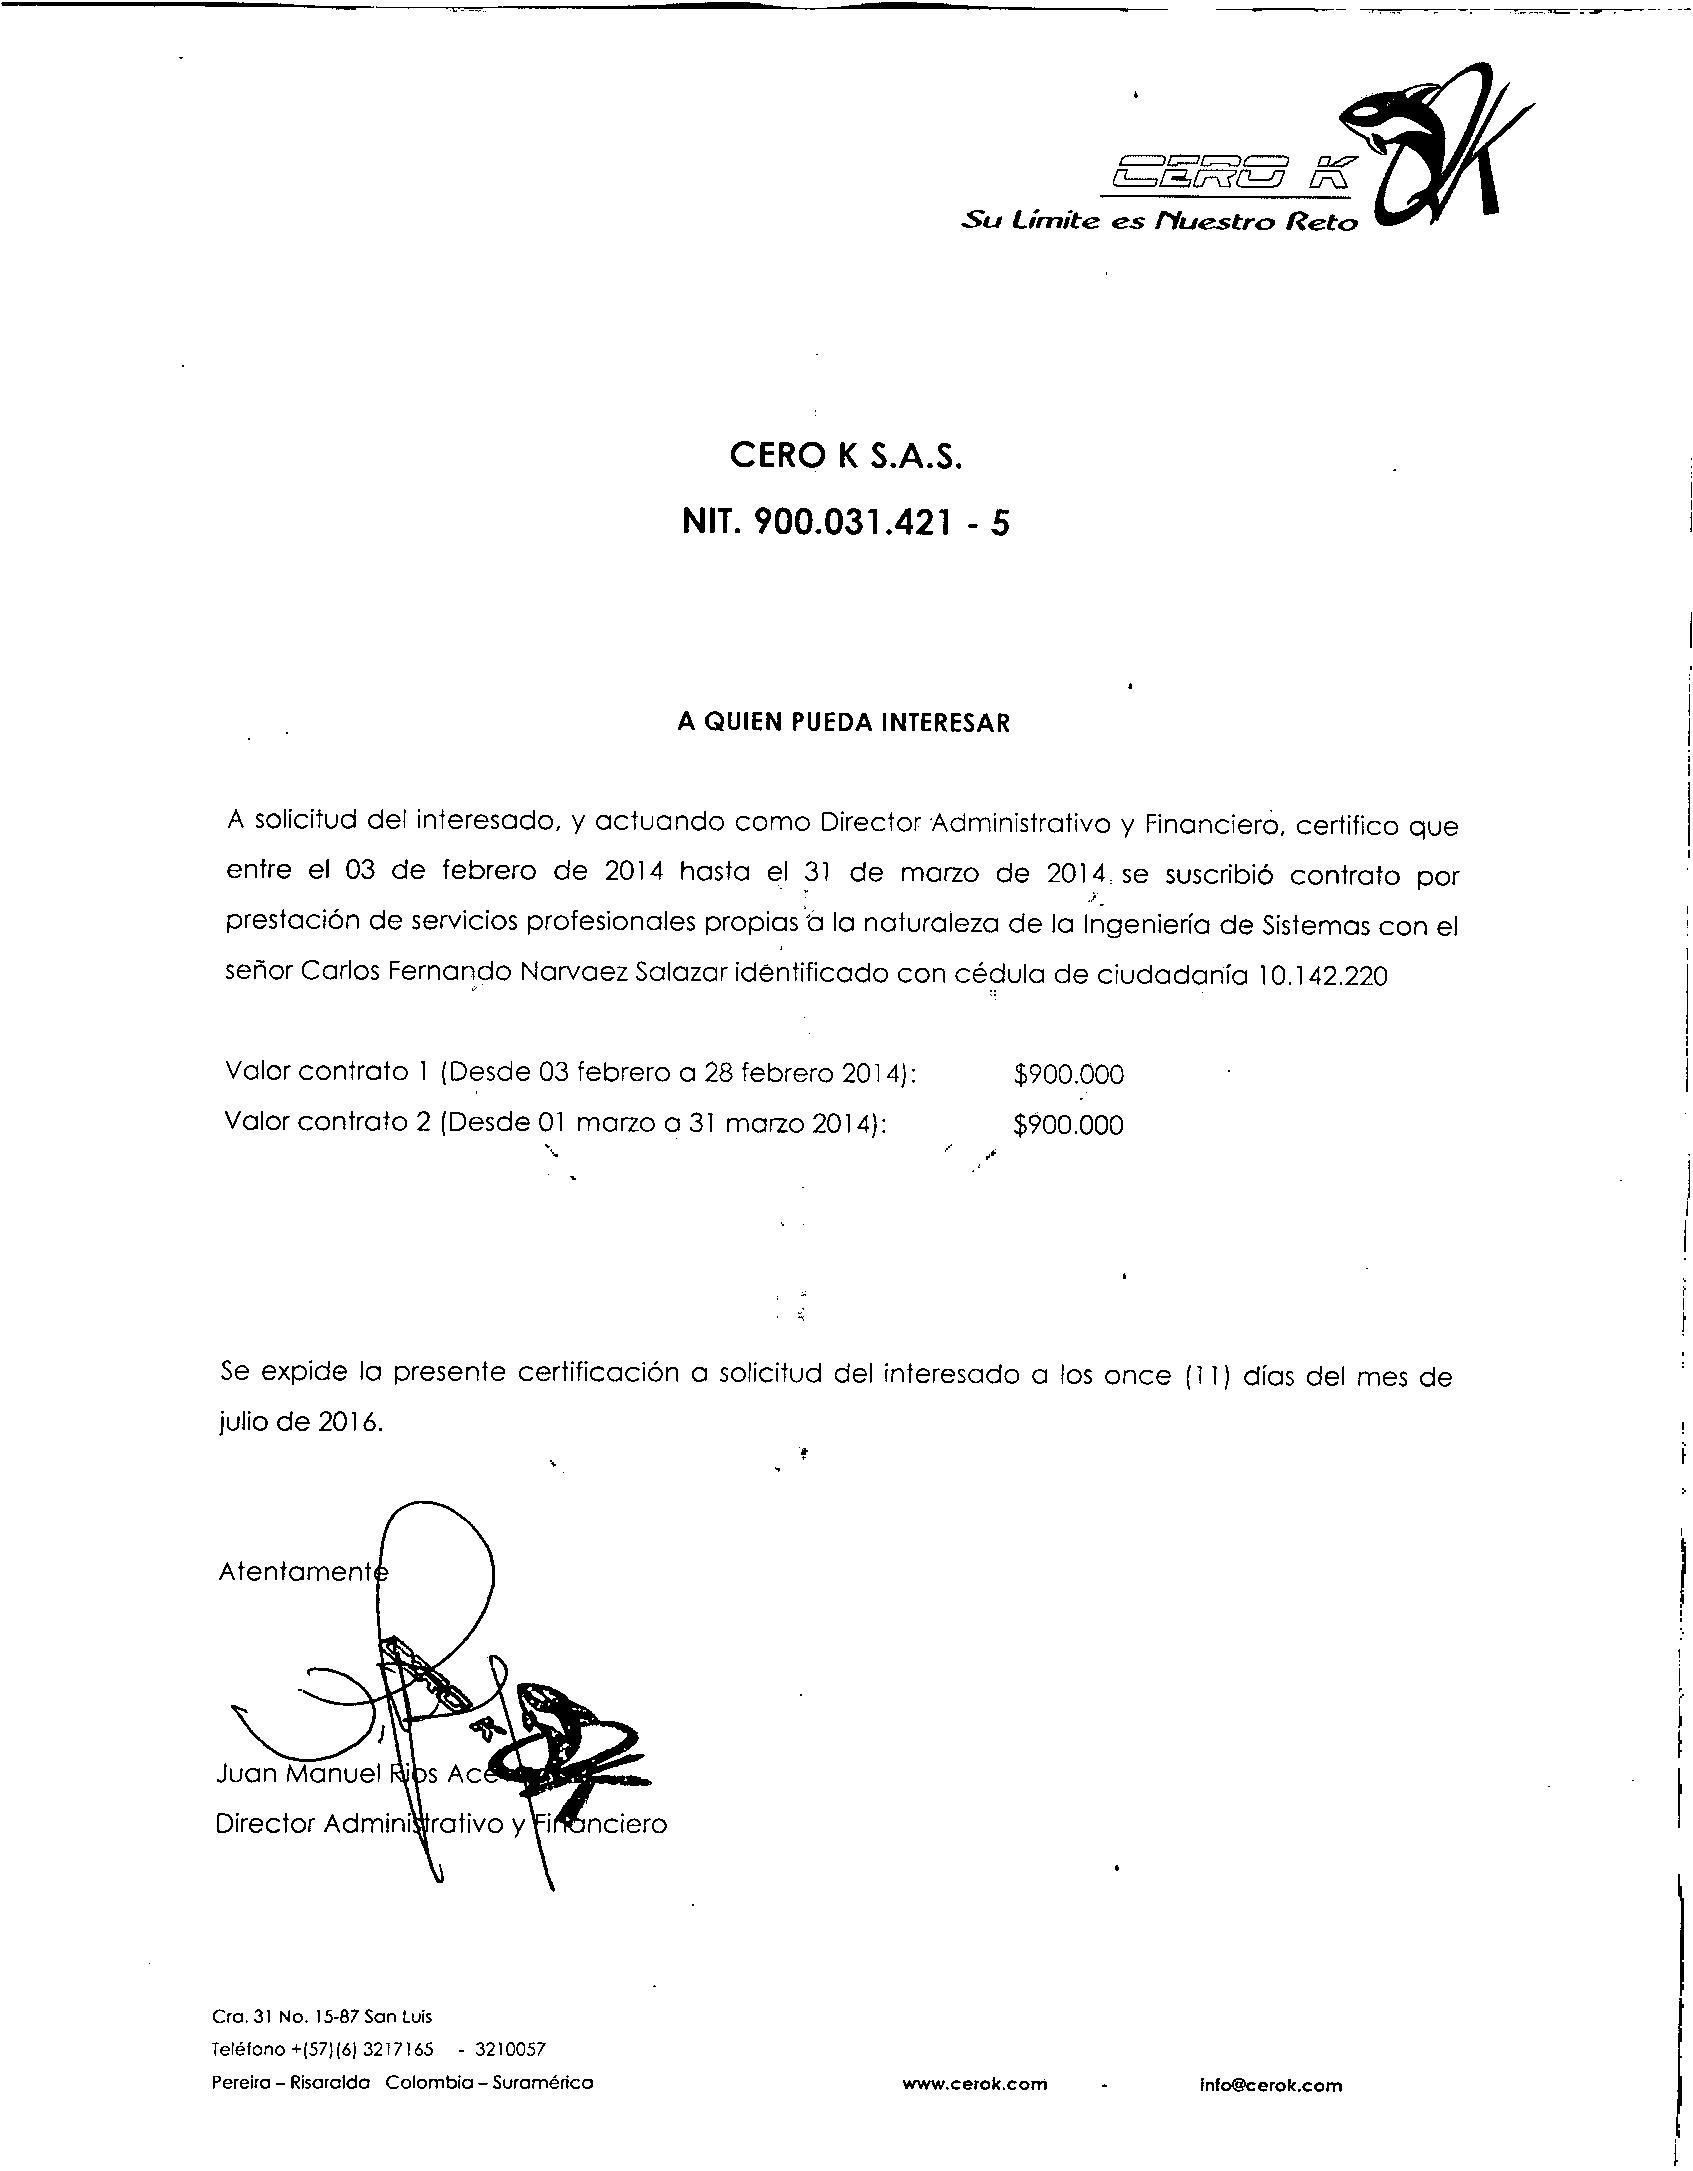 CERO K
Su Límite es Nuestro Reto
CERO K S.A.S.
NIT. 900.031.421 - 5
A QUIEN PUEDA INTERESAR
A solicitud del interesado, y actuando como Director Administrativo y Financiero, certifico que
entre el 03 de febrero de 2014 hasta el 31 de marzo de 2014 se suscribió contrato por
prestación de servicios profesionales propias a la naturaleza de la Ingeniería de Sistemas con el
señor Carlos Fernando Narvaez Salazar identificado con cédula de ciudadanía 10.142.220
Valor contrato 1 (Desde 03 febrero a 28 febrero 2014): $900.000
Valor contrato 2 (Desde 01 marzo a 31 marzo 2014): $900.000
Se expide la presente certificación a solicitud del interesado a los once (11) días del mes de
julio de 2016.
Atentamente
Juan Manuel Rios
Director Administrativo y Financiero
Cra. 31 No. 15-87 San Luis
Teléfono +(57)(6) 3217165 - 3210057
Pereira – Risaralda Colombia – Suramérica
www.cerok.com - info@cerok.com